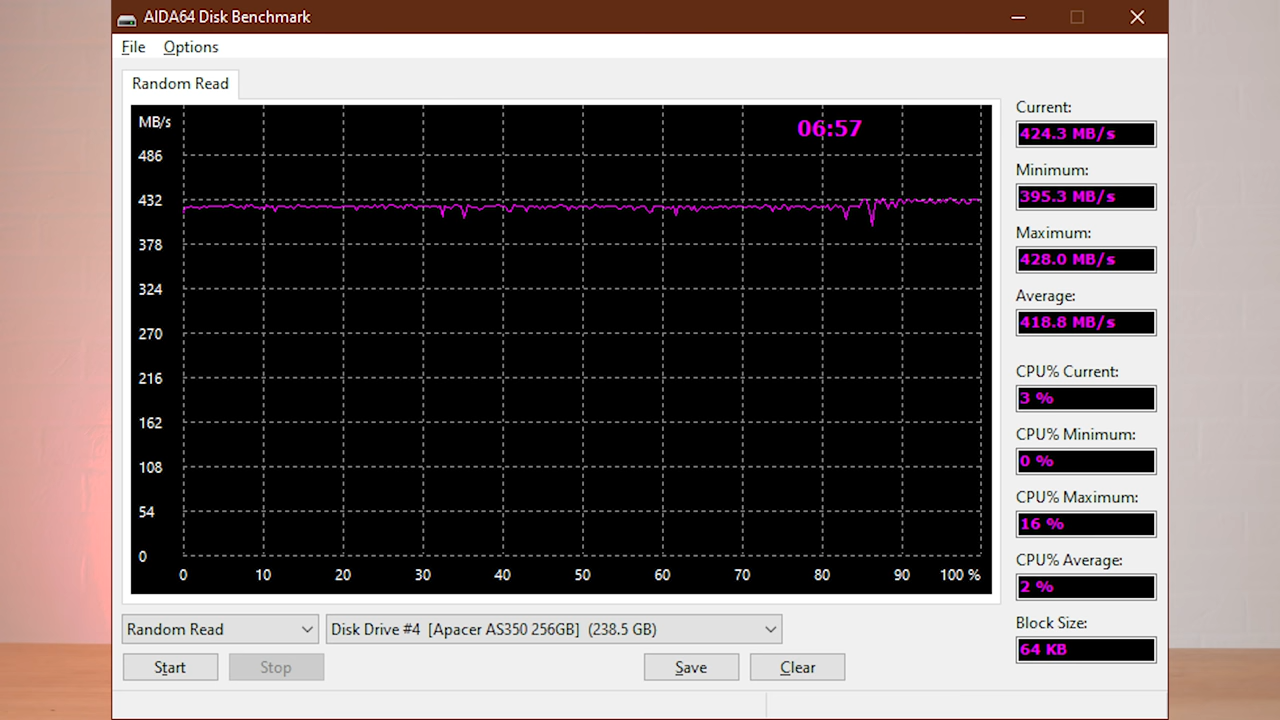 AIDA64 Disk Benchmark
File Options
Random Read
MB/s
06:57
486
432
378
324
270
216
162
108
54
0
0 10 20 30 40 50 60 70 80 90 100 %
Current:
424.3 MB/s
Minimum:
395.3 MB/s
Maximum:
428.0 MB/s
Average:
418.8 MB/s
CPU% Current:
3 %
CPU% Minimum:
0 %
CPU% Maximum:
16 %
CPU% Average:
2 %
Block Size:
64 KB
Random Read
Disk Drive #4 [Apacer AS350 256GB] (238.5 GB)
Start Stop Save Clear